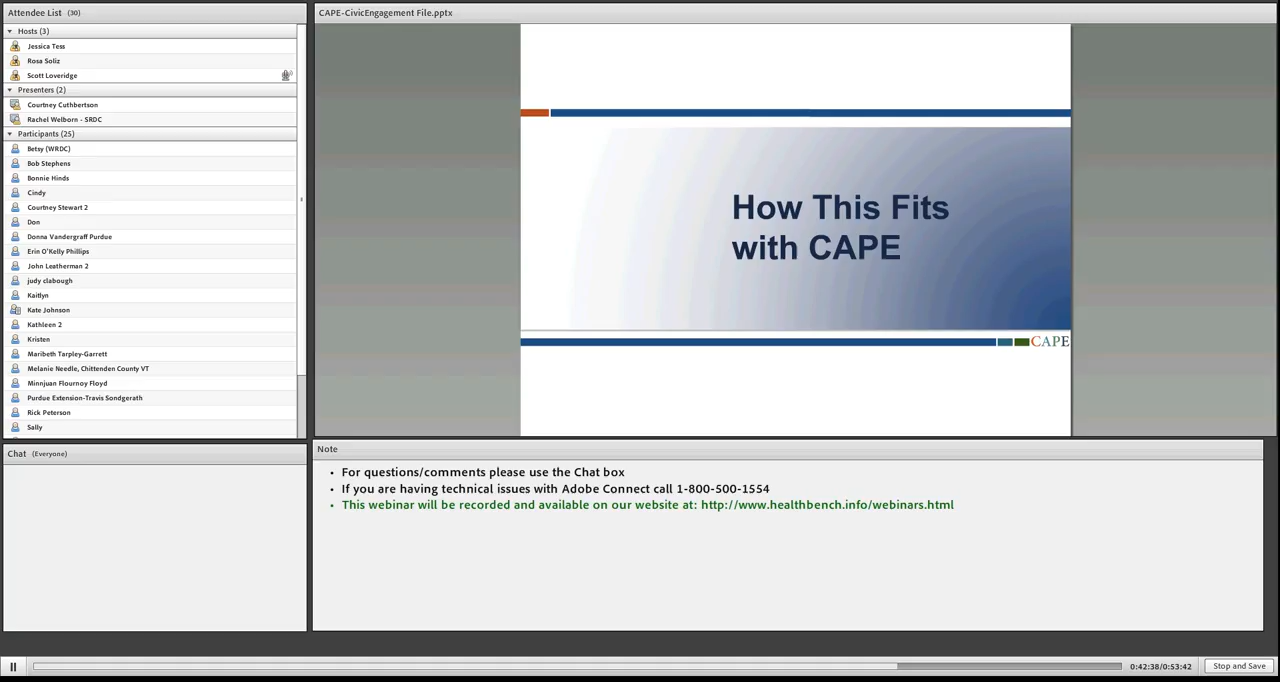 Attendee List (30)
Hosts (3)
Jessica Tess
Rosa Soliz
Scott Loveridge
Presenters (2)
Courtney Cuthbertson
Rachel Welborn - SRDC
Participants (25)
Betsy (WRDC)
Bob Stephens
Bonnie Hinds
Cindy
Courtney Stewart 2
Don
Donna Vandergraff Purdue
Erin O'Kelly Phillips
John Leatherman 2
judy clabough
Kaitlyn
Kate Johnson
Kathleen 2
Kristen
Maribeth Tarpley-Garrett
Melanie Needle, Chittenden County VT
Minnjuan Flournoy Floyd
Purdue Extension-Travis Sondgerath
Rick Peterson
Sally
Chat (Everyone)
CAPE-CivicEngagement File.pptx
How This Fits
with CAPE
CAPE
Note
• For questions/comments please use the Chat box
• If you are having technical issues with Adobe Connect call 1-800-500-1554
• This webinar will be recorded and available on our website at: http://www.healthbench.info/webinars.html
0:42:38/0:53:42
Stop and Save